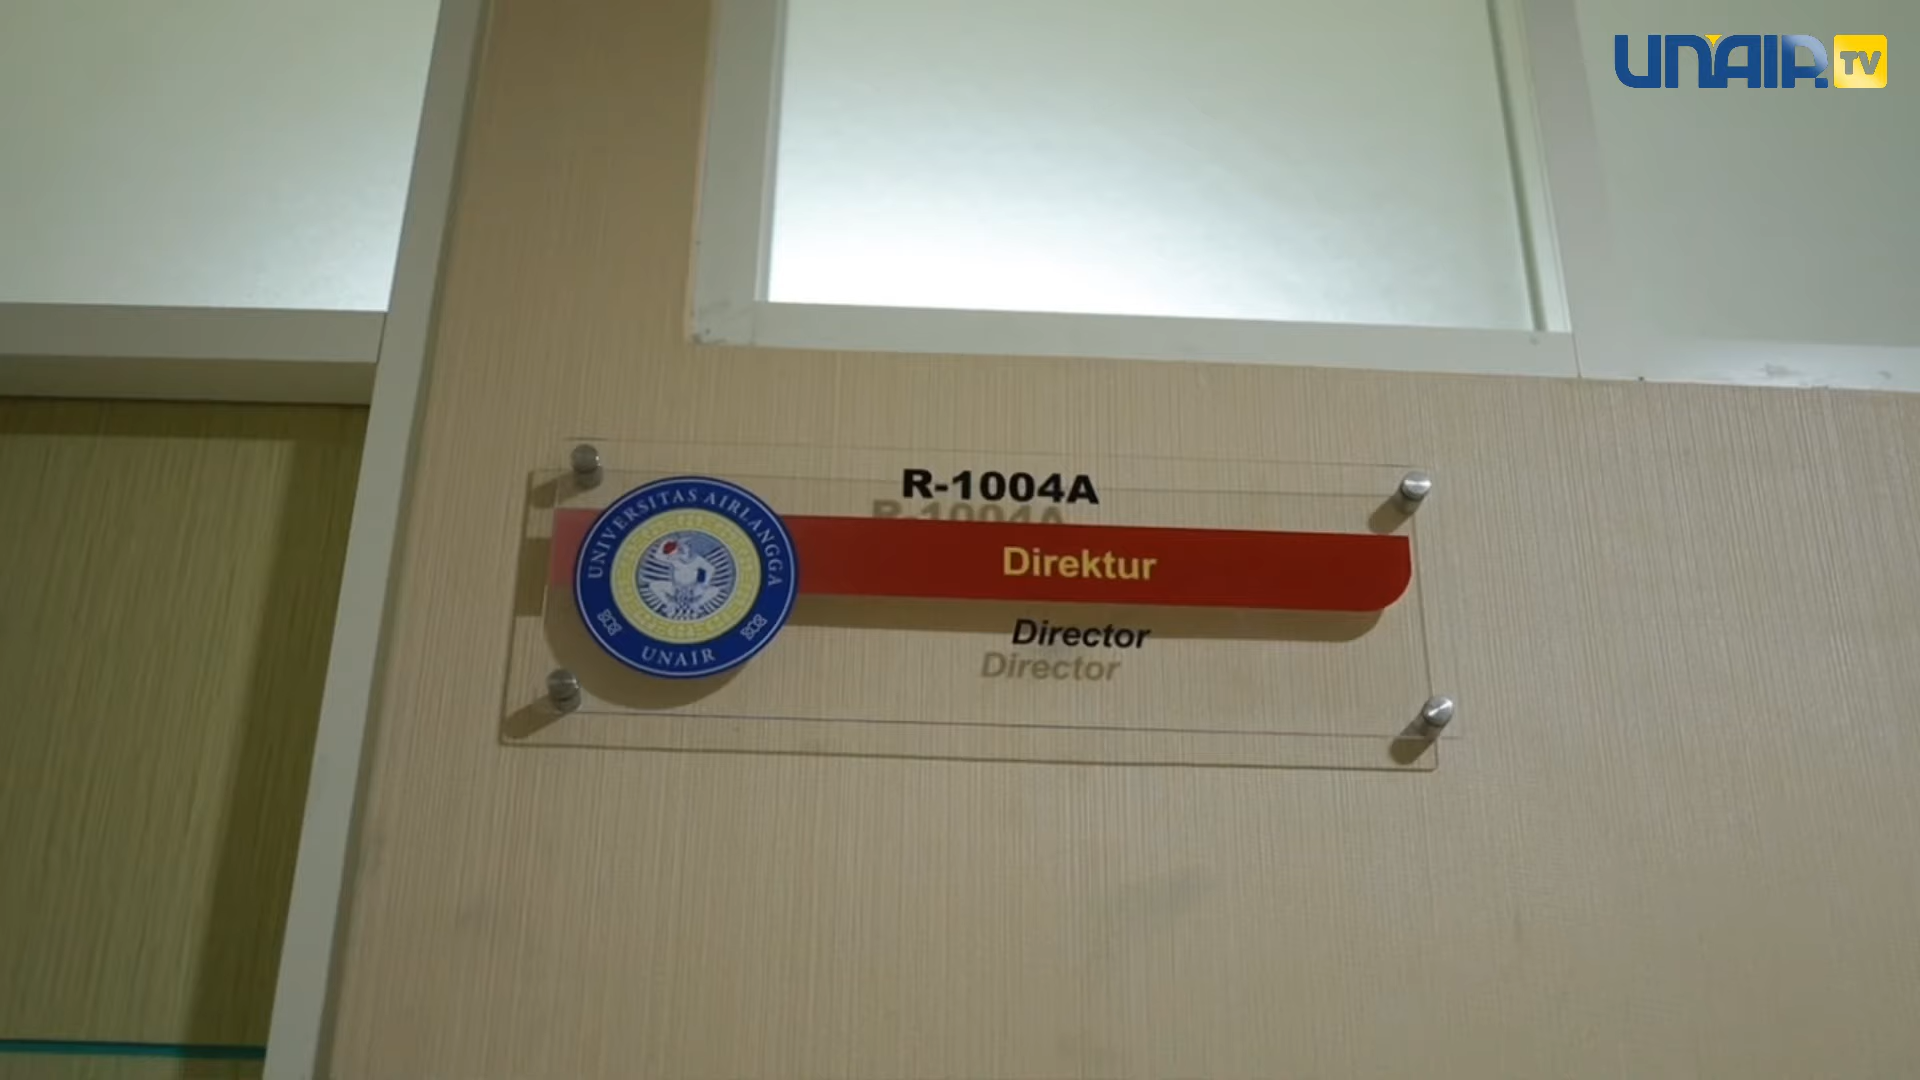 UNAIR TV
R-1004A
Direktur
Director
UNIVERSITAS AIRLANGGA
UNAIR